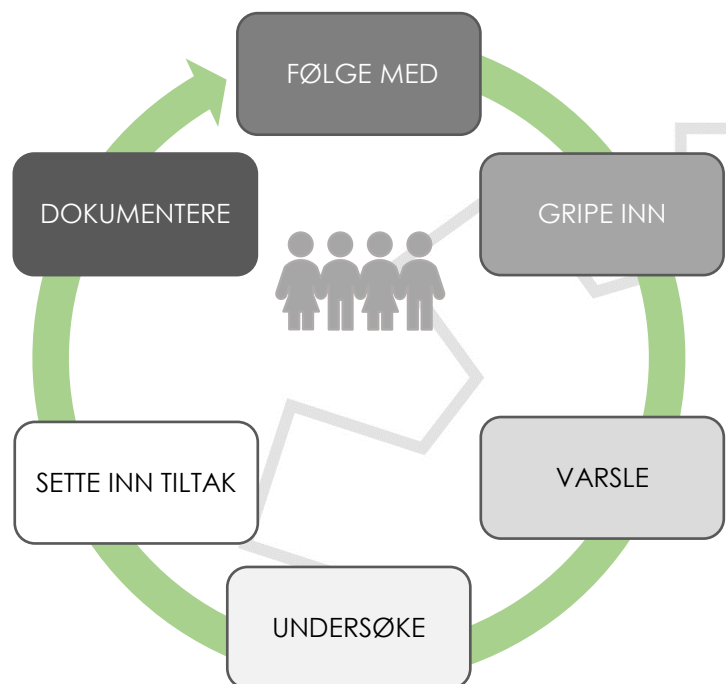 FØLGE MED
GRIPE INN
VARSLE
UNDERSØKE
SETTE INN TILTAK
DOKUMENTERE